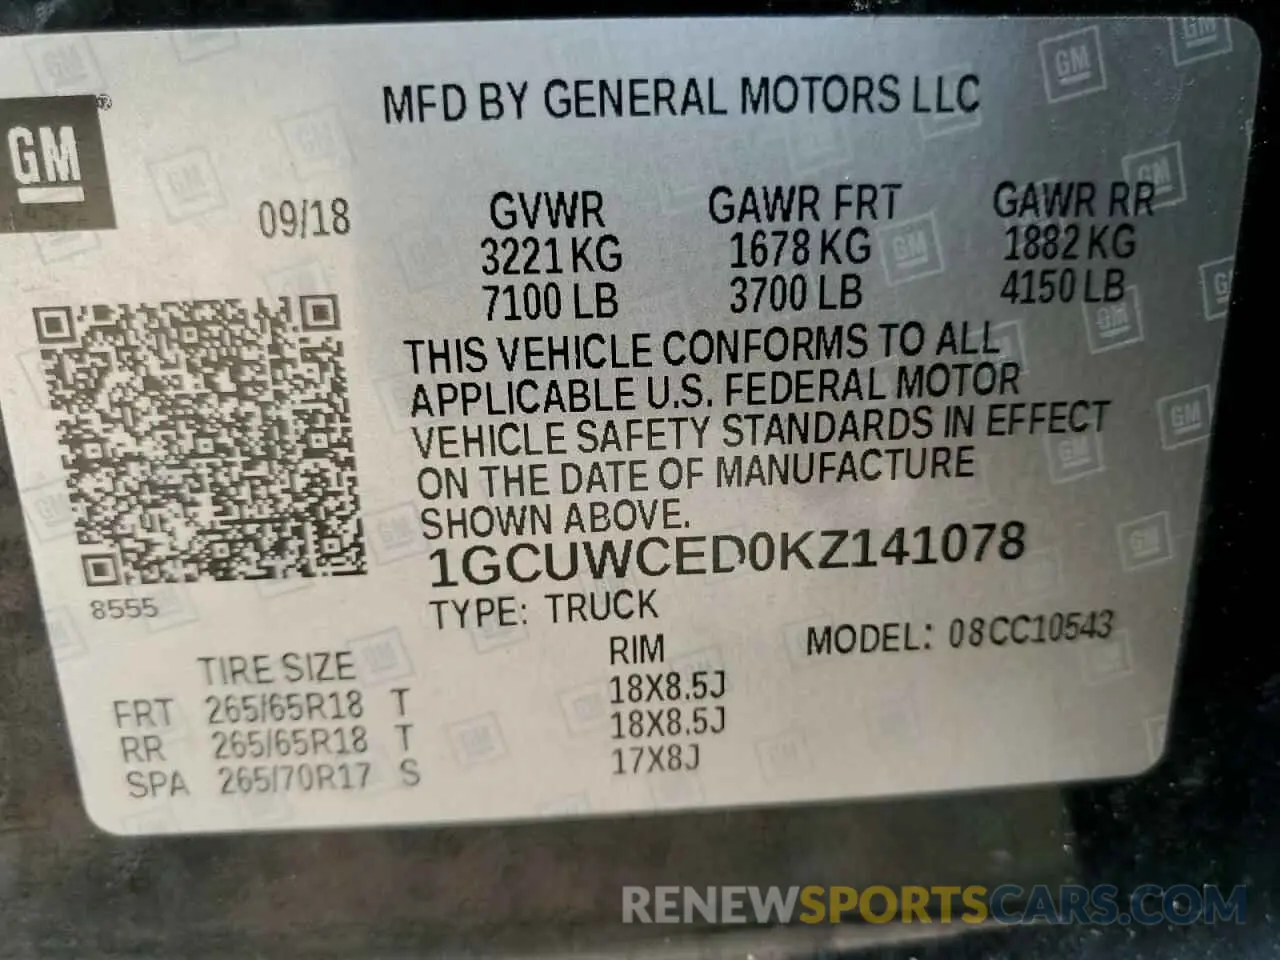 MFD BY GENERAL MOTORS LLC
GM
09/18
GVWR GAWR FRT GAWR RR
3221 KG 1678 KG 1882 KG
7100 LB 3700 LB 4150 LB
THIS VEHICLE CONFORMS TO ALL
APPLICABLE U.S. FEDERAL MOTOR
VEHICLE SAFETY STANDARDS IN EFFECT
ON THE DATE OF MANUFACTURE
SHOWN ABOVE.
1GCUWCED0KZ141078
8555
TYPE: TRUCK
MODEL: 08CC10543
TIRE SIZE RIM
FRT 265/65R18 T 18X8.5J
RR 265/65R18 T 18X8.5J
SPA 265/70R17 S 17X8J
RENEWSPORTSCARS.COM